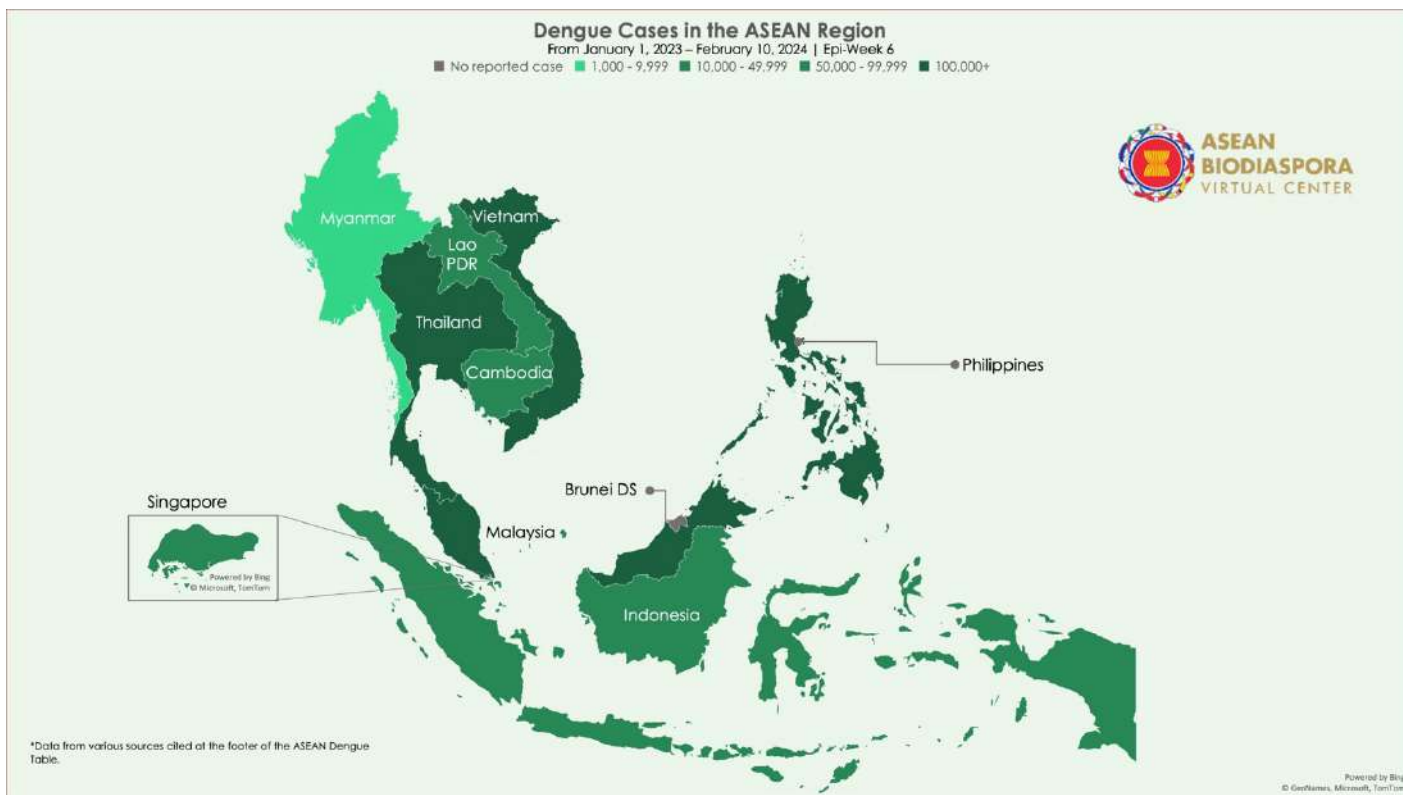 Dengue Cases in the ASEAN Region
From January 1, 2023 – February 10, 2024 | Epi-Week 6
No reported case 1,000 - 9,999 10,000 - 49,999 50,000 - 99,999 100,000+
ASEAN
BIODIASPORA
VIRTUAL CENTER
Myanmar
Vietnam
Lao
PDR
Thailand
Cambodia
Philippines
Brunei DS
Singapore
Malaysia
Powered by Bing
© Microsoft, TomTom
Indonesia
*Data from various sources cited at the footer of the ASEAN Dengue
Table.
Powered by Bing
© GeoNames, Microsoft, TomTom